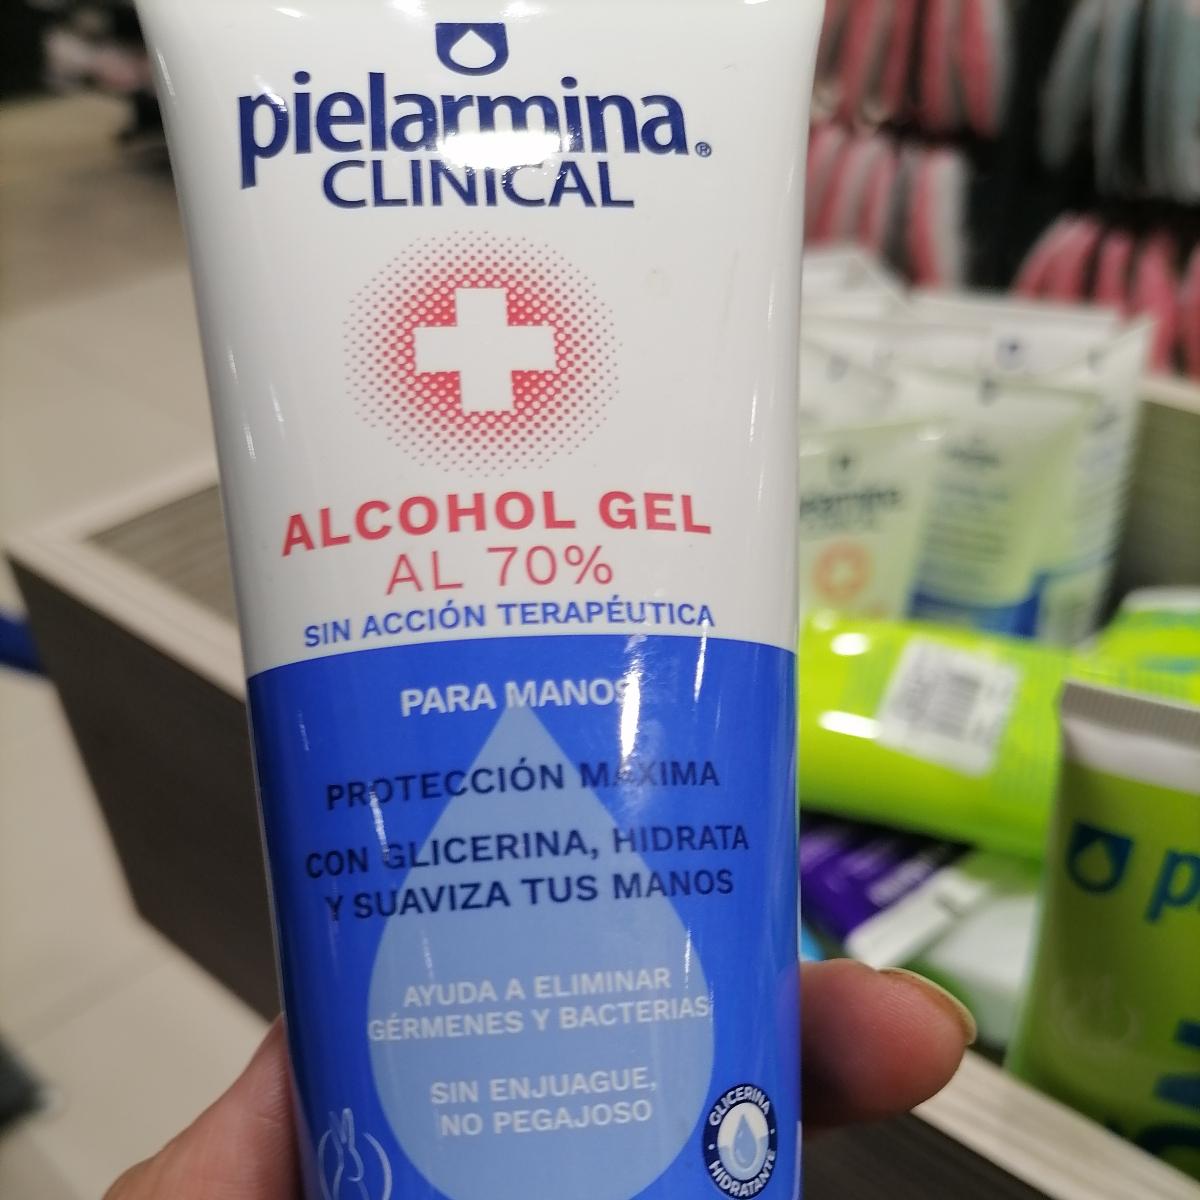 pielarmina®
CLINICAL
ALCOHOL GEL
AL 70%
SIN ACCIÓN TERAPÉUTICA
PARA MANOS
PROTECCIÓN MÁXIMA
CON GLICERINA, HIDRATA
Y SUAVIZA TUS MANOS
AYUDA A ELIMINAR
GÉRMENES Y BACTERIAS
SIN ENJUAGUE,
NO PEGAJOSO
GLICERINA
HIDRATANTE